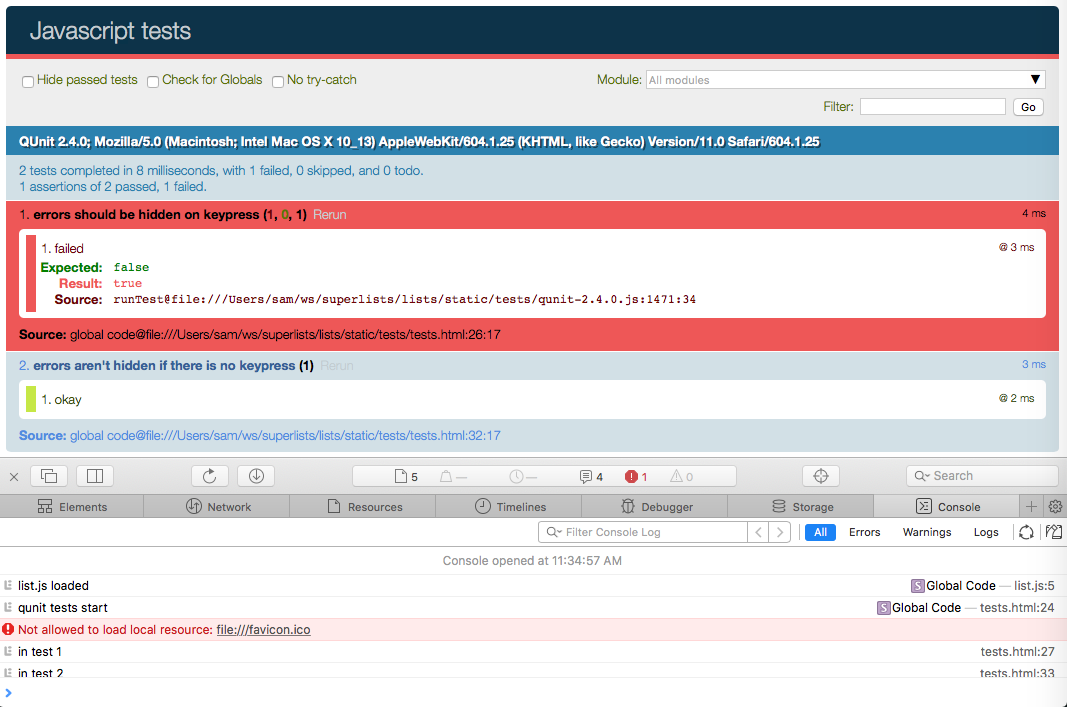 Javascript tests
Hide passed tests Check for Globals No try-catch Module: All modules ▼
Filter: Go
QUnit 2.4.0; Mozilla/5.0 (Macintosh; Intel Mac OS X 10_13) AppleWebKit/604.1.25 (KHTML, like Gecko) Version/11.0 Safari/604.1.25
2 tests completed in 8 milliseconds, with 1 failed, 0 skipped, and 0 todo.
1 assertions of 2 passed, 1 failed.
1. errors should be hidden on keypress (1, 0, 1) Rerun 4 ms
1. failed @ 3 ms
Expected: false
Result: true
Source: runTest@file:///Users/sam/ws/superlists/lists/static/tests/qunit-2.4.0.js:1471:34
Source: global code@file:///Users/sam/ws/superlists/lists/static/tests/tests.html:26:17
2. errors aren't hidden if there is no keypress (1) Rerun 3 ms
1. okay @ 2 ms
Source: global code@file:///Users/sam/ws/superlists/lists/static/tests/tests.html:32:17
5 — — 4 1 0 Search
Elements Network Resources Timelines Debugger Storage Console
Filter Console Log All Errors Warnings Logs
Console opened at 11:34:57 AM
list.js loaded S Global Code — list.js:5
qunit tests start S Global Code — tests.html:24
Not allowed to load local resource: file:///favicon.ico
in test 1 tests.html:27
in test 2 tests.html:33